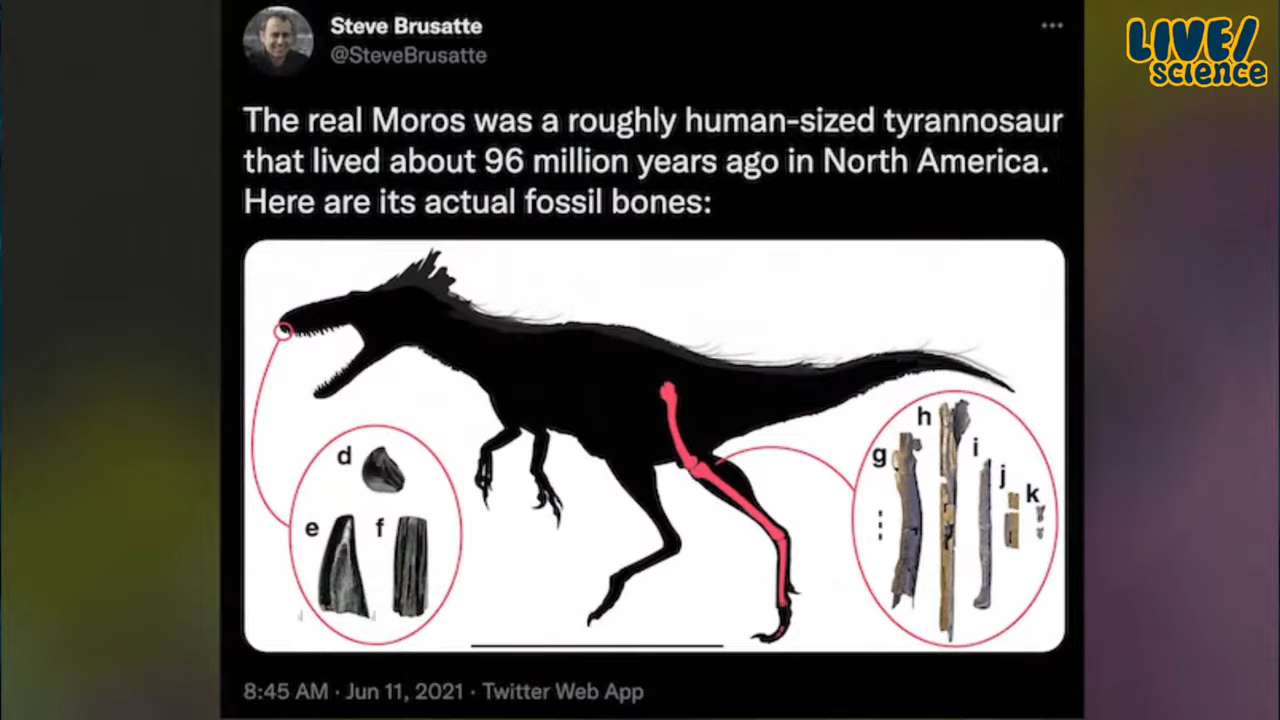 Steve Brusatte
@SteveBrusatte
LIVE/
science
The real Moros was a roughly human-sized tyrannosaur
that lived about 96 million years ago in North America.
Here are its actual fossil bones:
d
e f
g h i j k
8:45 AM · Jun 11, 2021 · Twitter Web App